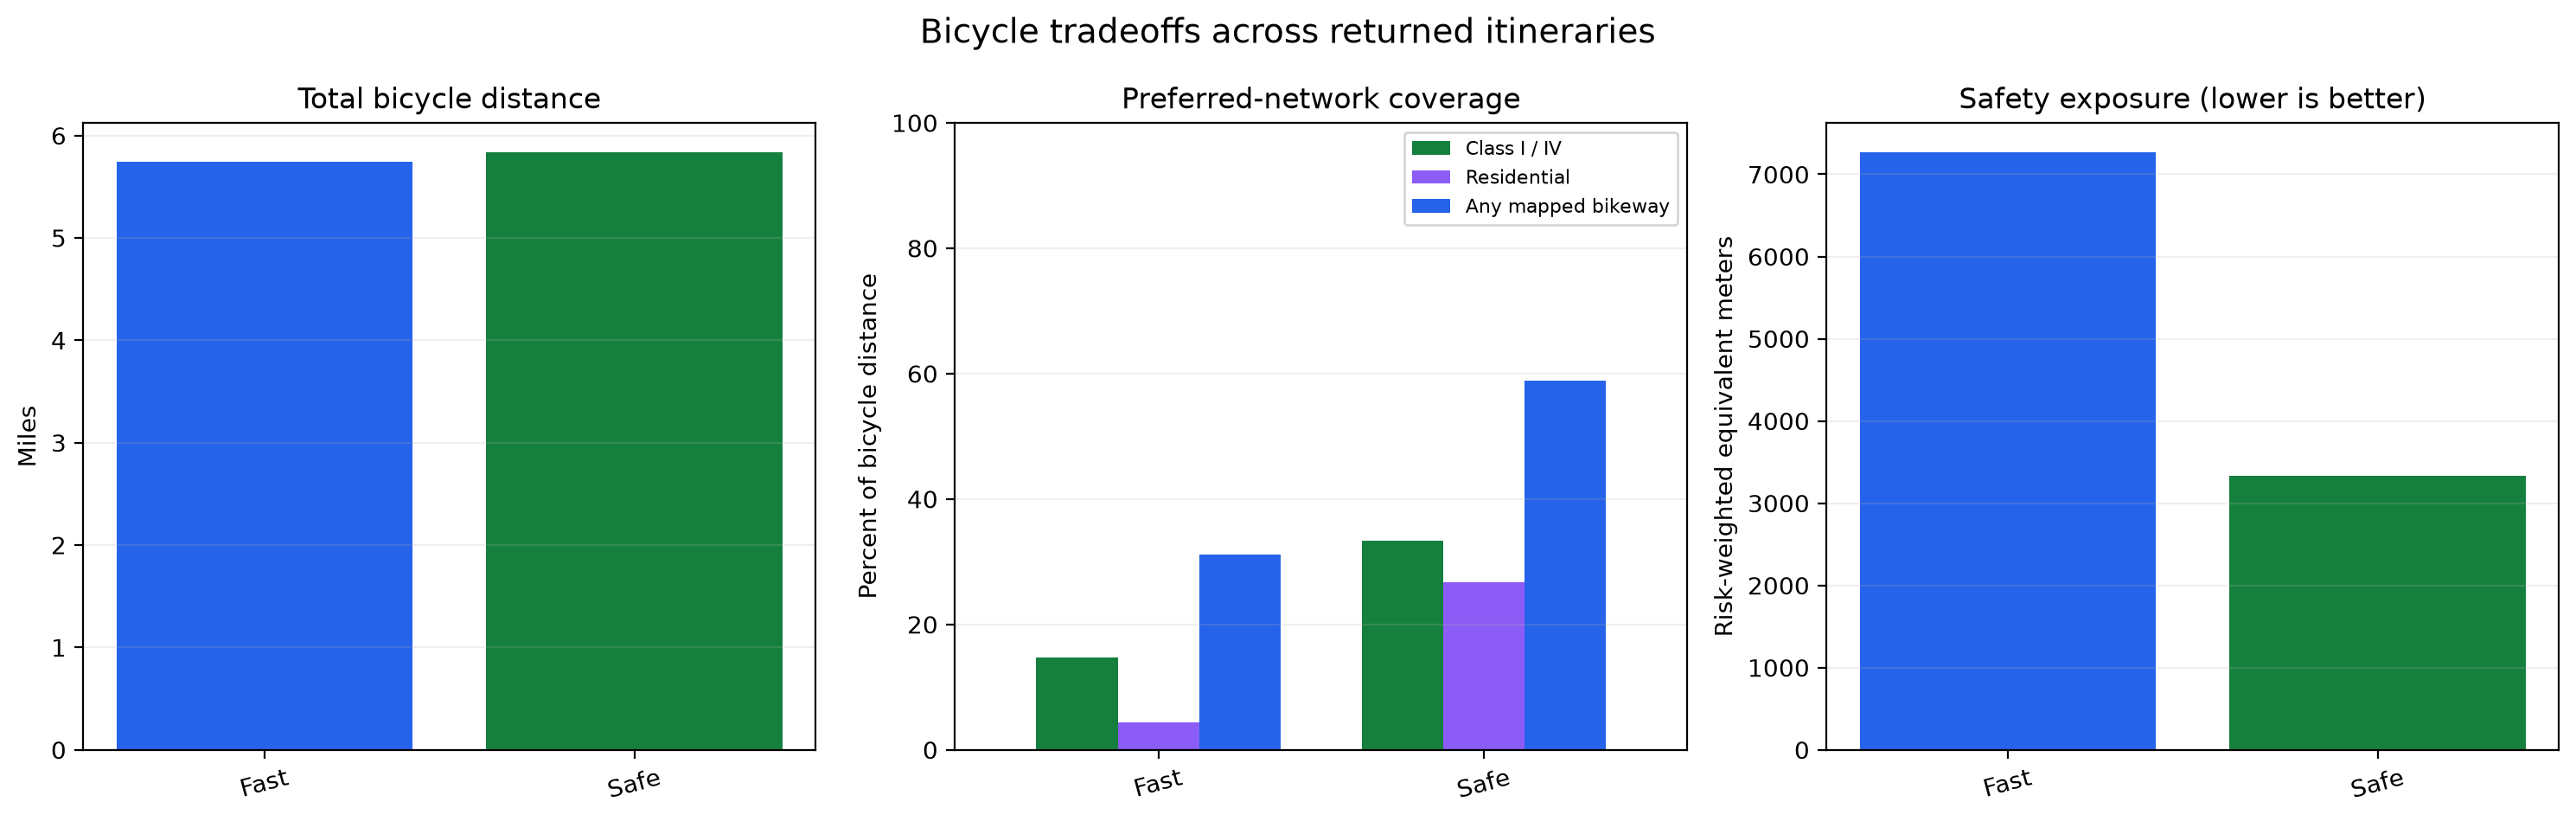 Bicycle tradeoffs across returned itineraries
Total bicycle distance
Miles
6
5
4
3
2
1
0
Fast
Safe
Preferred-network coverage
Percent of bicycle distance
100
80
60
40
20
0
Class I / IV
Residential
Any mapped bikeway
Fast
Safe
Safety exposure (lower is better)
Risk-weighted equivalent meters
7000
6000
5000
4000
3000
2000
1000
0
Fast
Safe